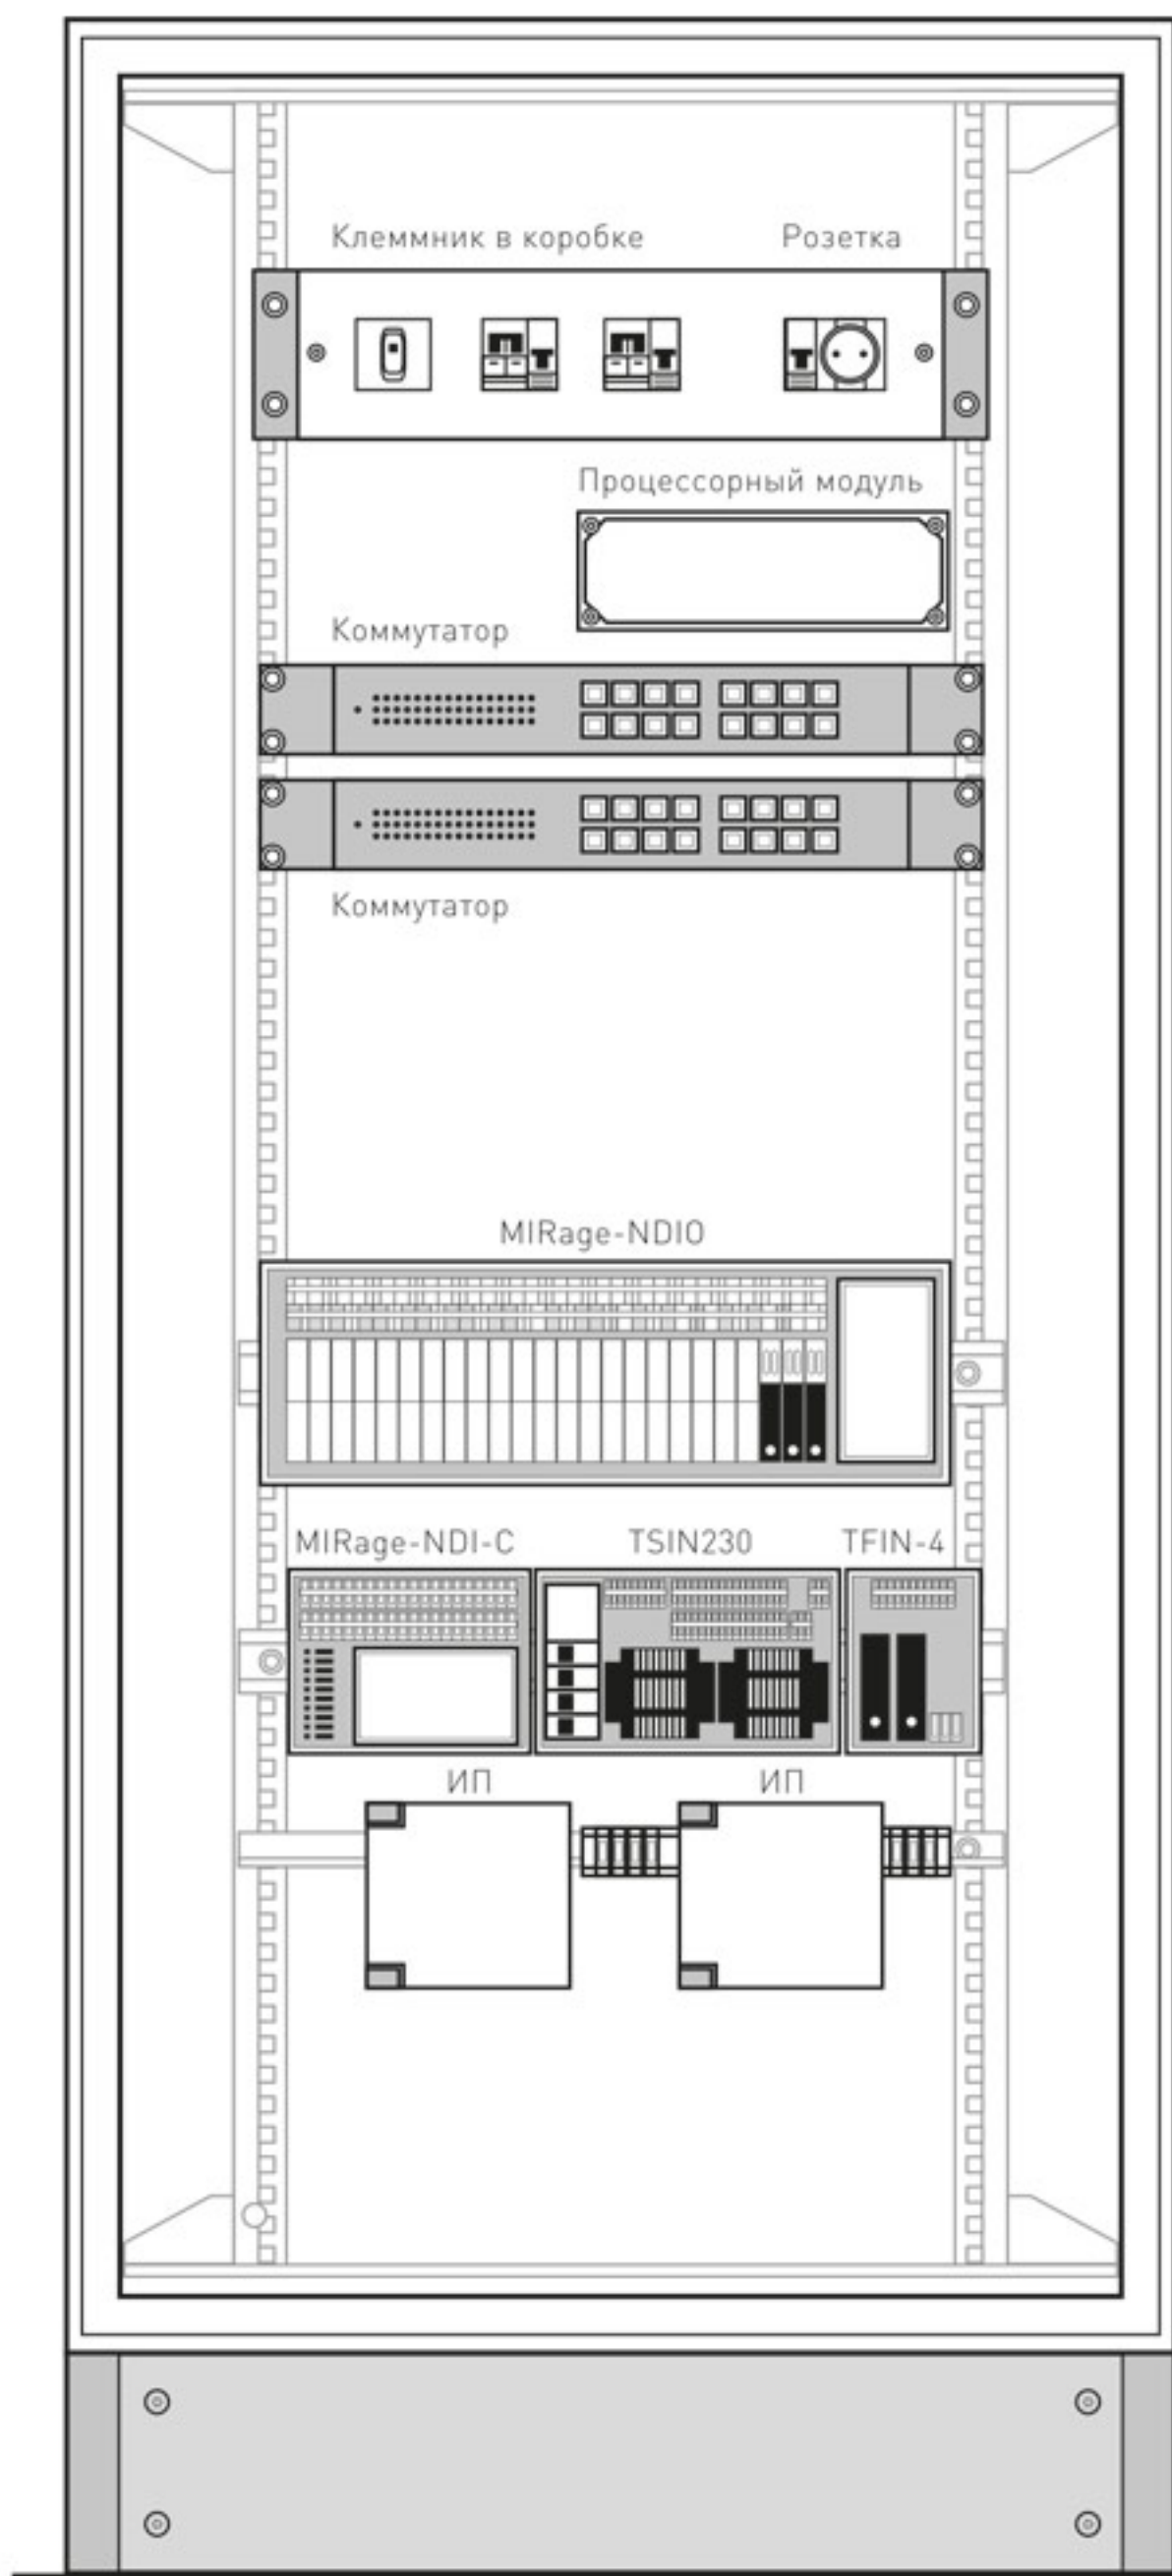 Клеммник в коробке
Розетка
Процессорный модуль
Коммутатор
Коммутатор
MIRage-NDIO
MIRage-NDI-C
TSIN230
TFIN-4
ИП
ИП